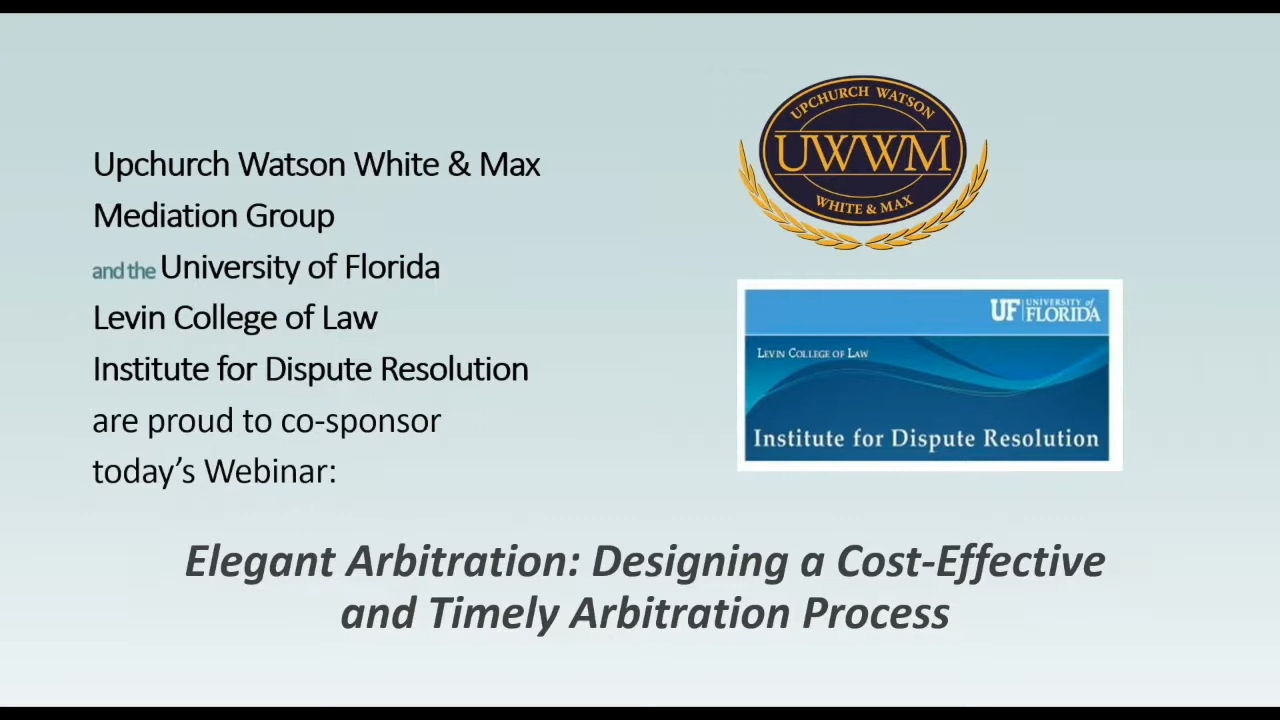 Upchurch Watson White & Max
Mediation Group
and the University of Florida
Levin College of Law
Institute for Dispute Resolution
are proud to co-sponsor
today's Webinar:
UPCHURCH WATSON
UWWM
WHITE & MAX
UF UNIVERSITY of
FLORIDA
LEVIN COLLEGE OF LAW
Institute for Dispute Resolution
Elegant Arbitration: Designing a Cost-Effective
and Timely Arbitration Process